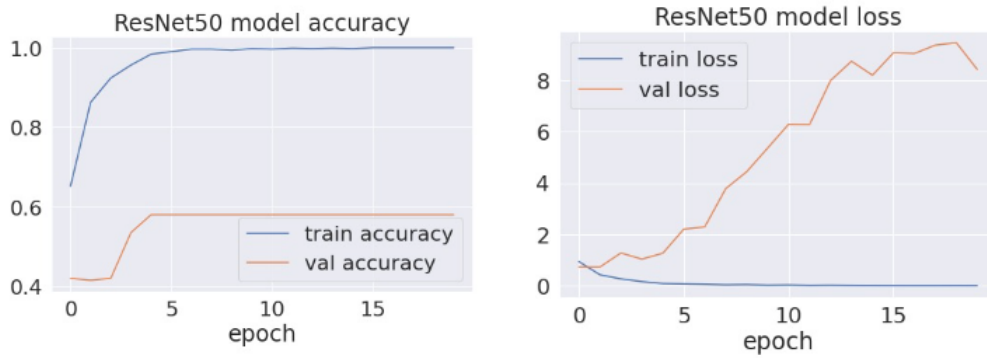 ResNet50 model accuracy
1.0
0.8
0.6
0.4
train accuracy
val accuracy
0 5 10 15
epoch
ResNet50 model loss
train loss
val loss
8
6
4
2
0
0 5 10 15
epoch